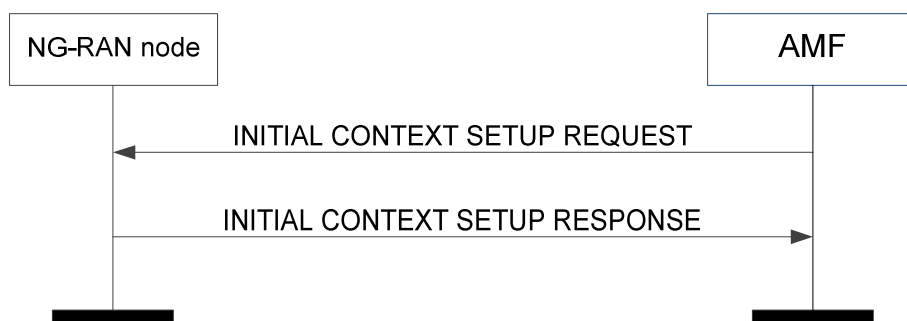 NG-RAN node
AMF
INITIAL CONTEXT SETUP REQUEST
INITIAL CONTEXT SETUP RESPONSE